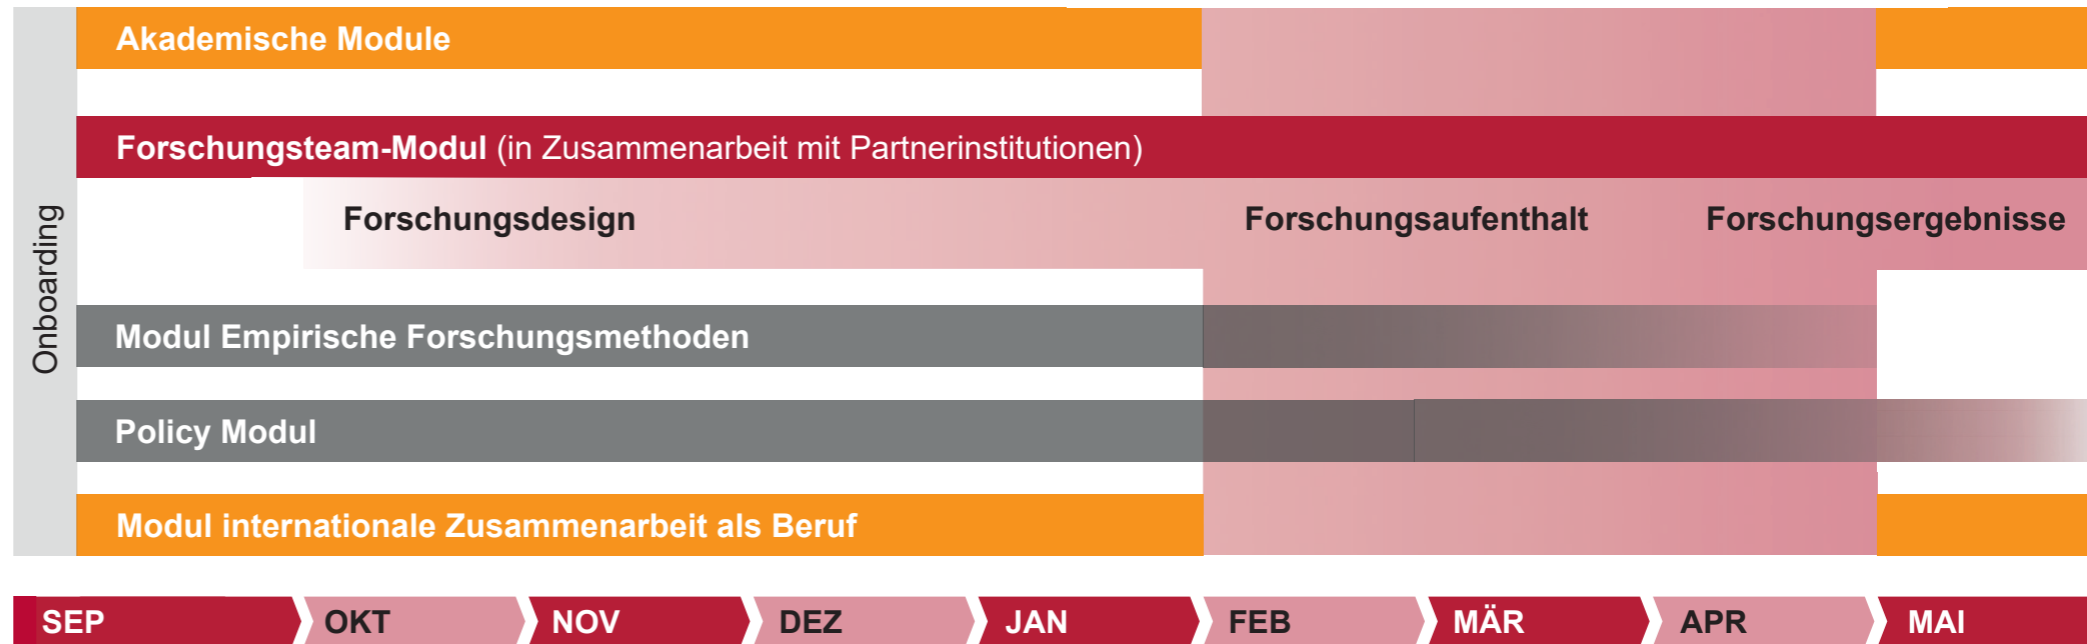 Onboarding
Akademische Module
Forschungsteam-Modul (in Zusammenarbeit mit Partnerinstitutionen)
Forschungsdesign
Forschungsaufenthalt
Forschungsergebnisse
Modul Empirische Forschungsmethoden
Policy Modul
Modul internationale Zusammenarbeit als Beruf
SEP OKT NOV DEZ JAN FEB MÄR APR MAI